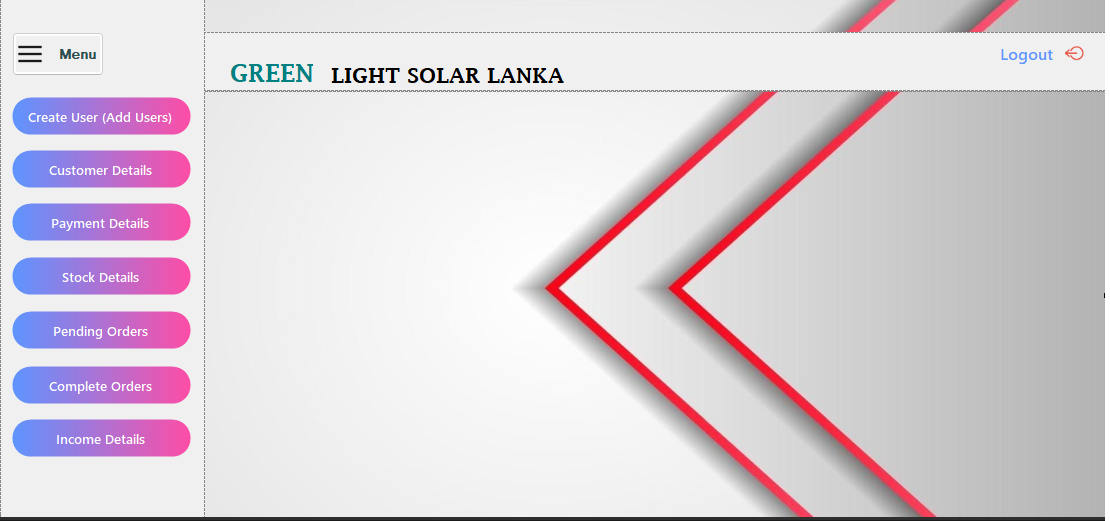 Menu
Logout
GREEN LIGHT SOLAR LANKA
Create User (Add Users)
Customer Details
Payment Details
Stock Details
Pending Orders
Complete Orders
Income Details